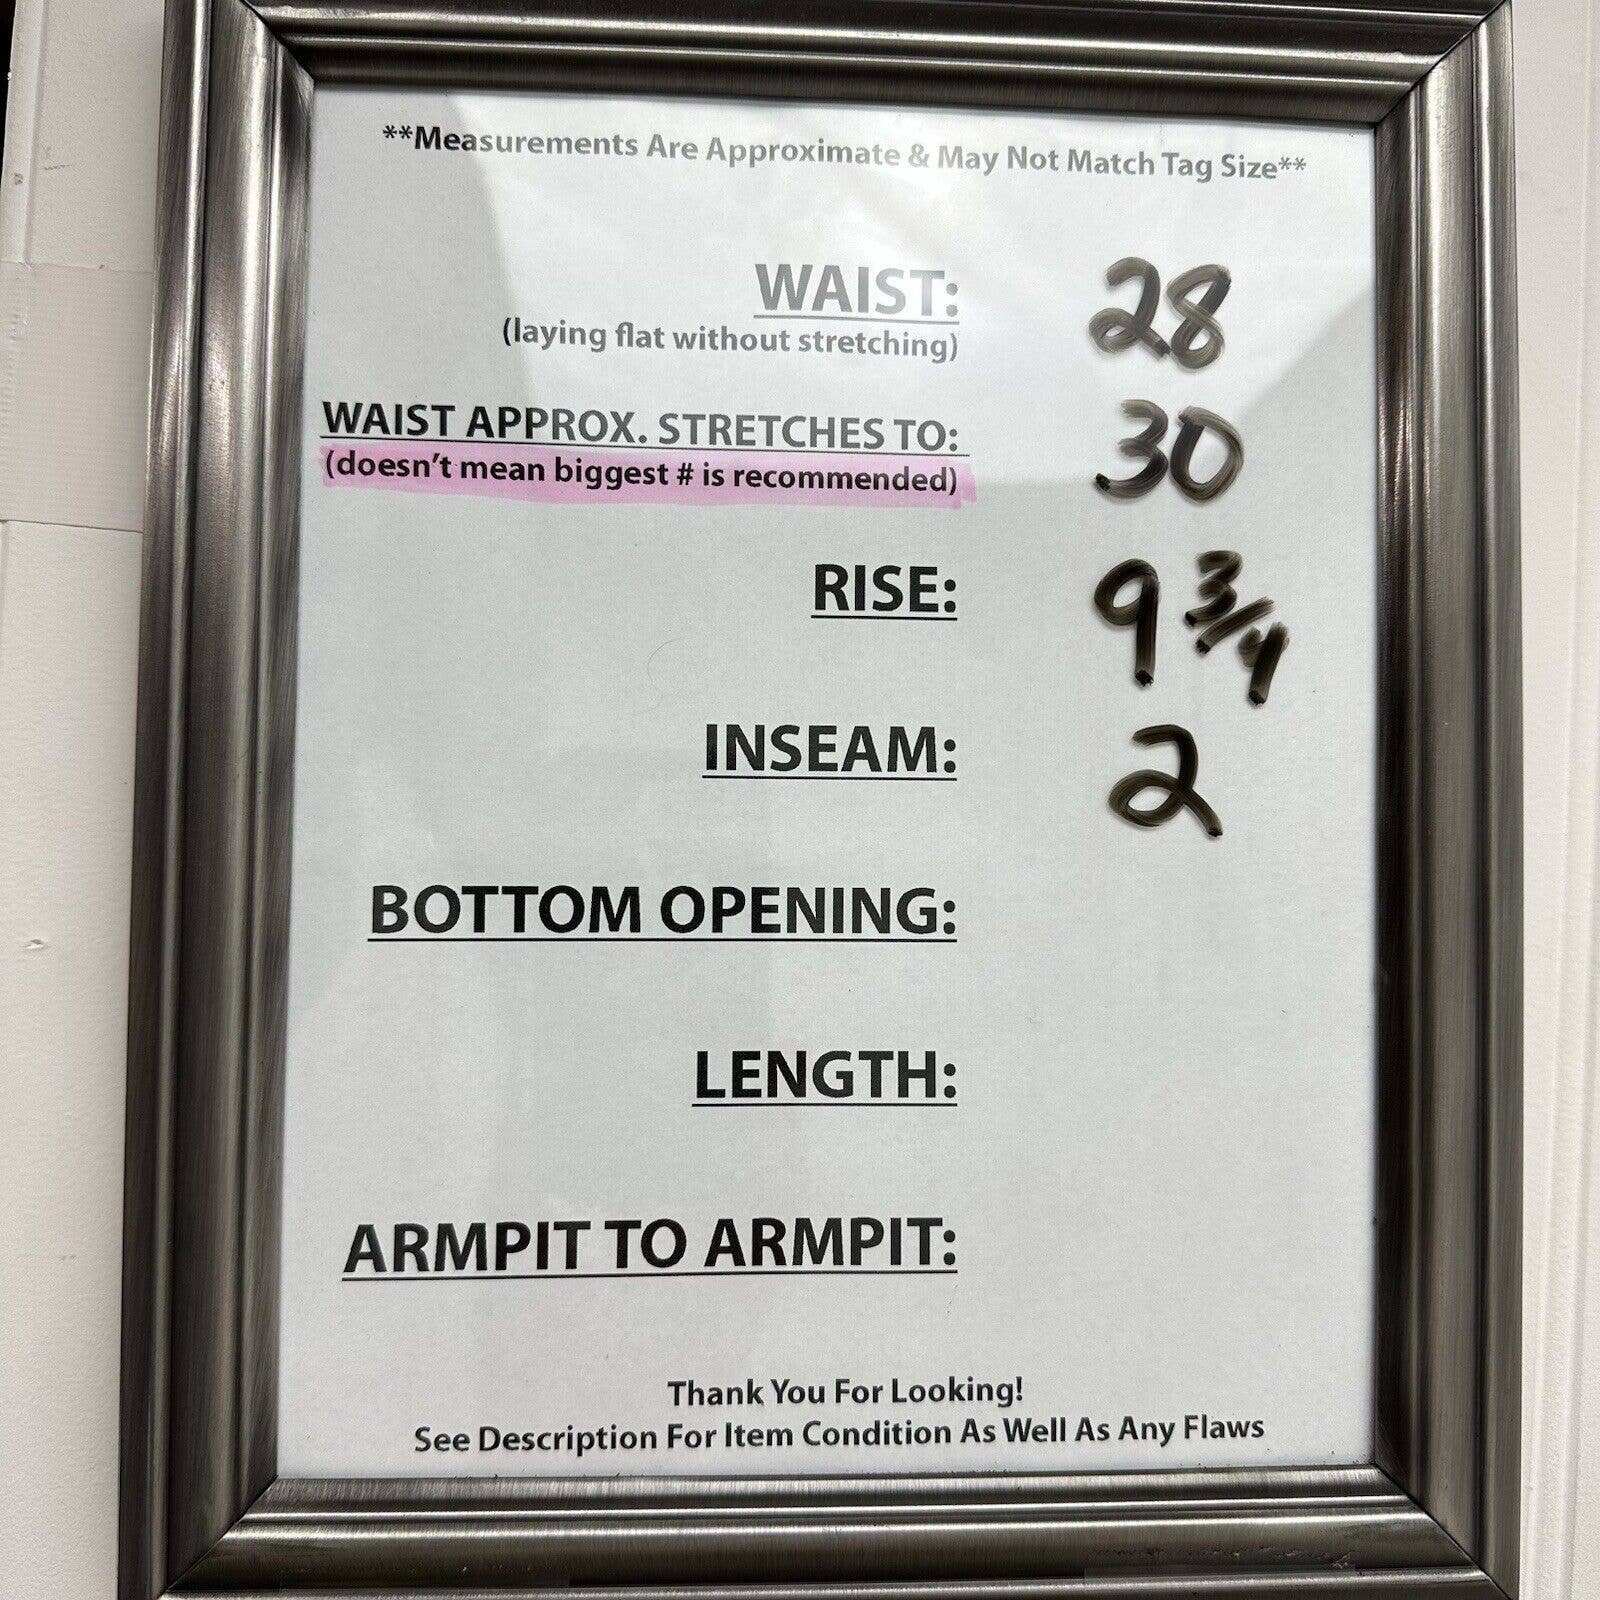 **Measurements Are Approximate & May Not Match Tag Size**
WAIST: 28
(laying flat without stretching)
WAIST APPROX. STRETCHES TO: 30
(doesn't mean biggest # is recommended)
RISE: 9 3/4
INSEAM: 2
BOTTOM OPENING:
LENGTH:
ARMPIT TO ARMPIT:
Thank You For Looking!
See Description For Item Condition As Well As Any Flaws